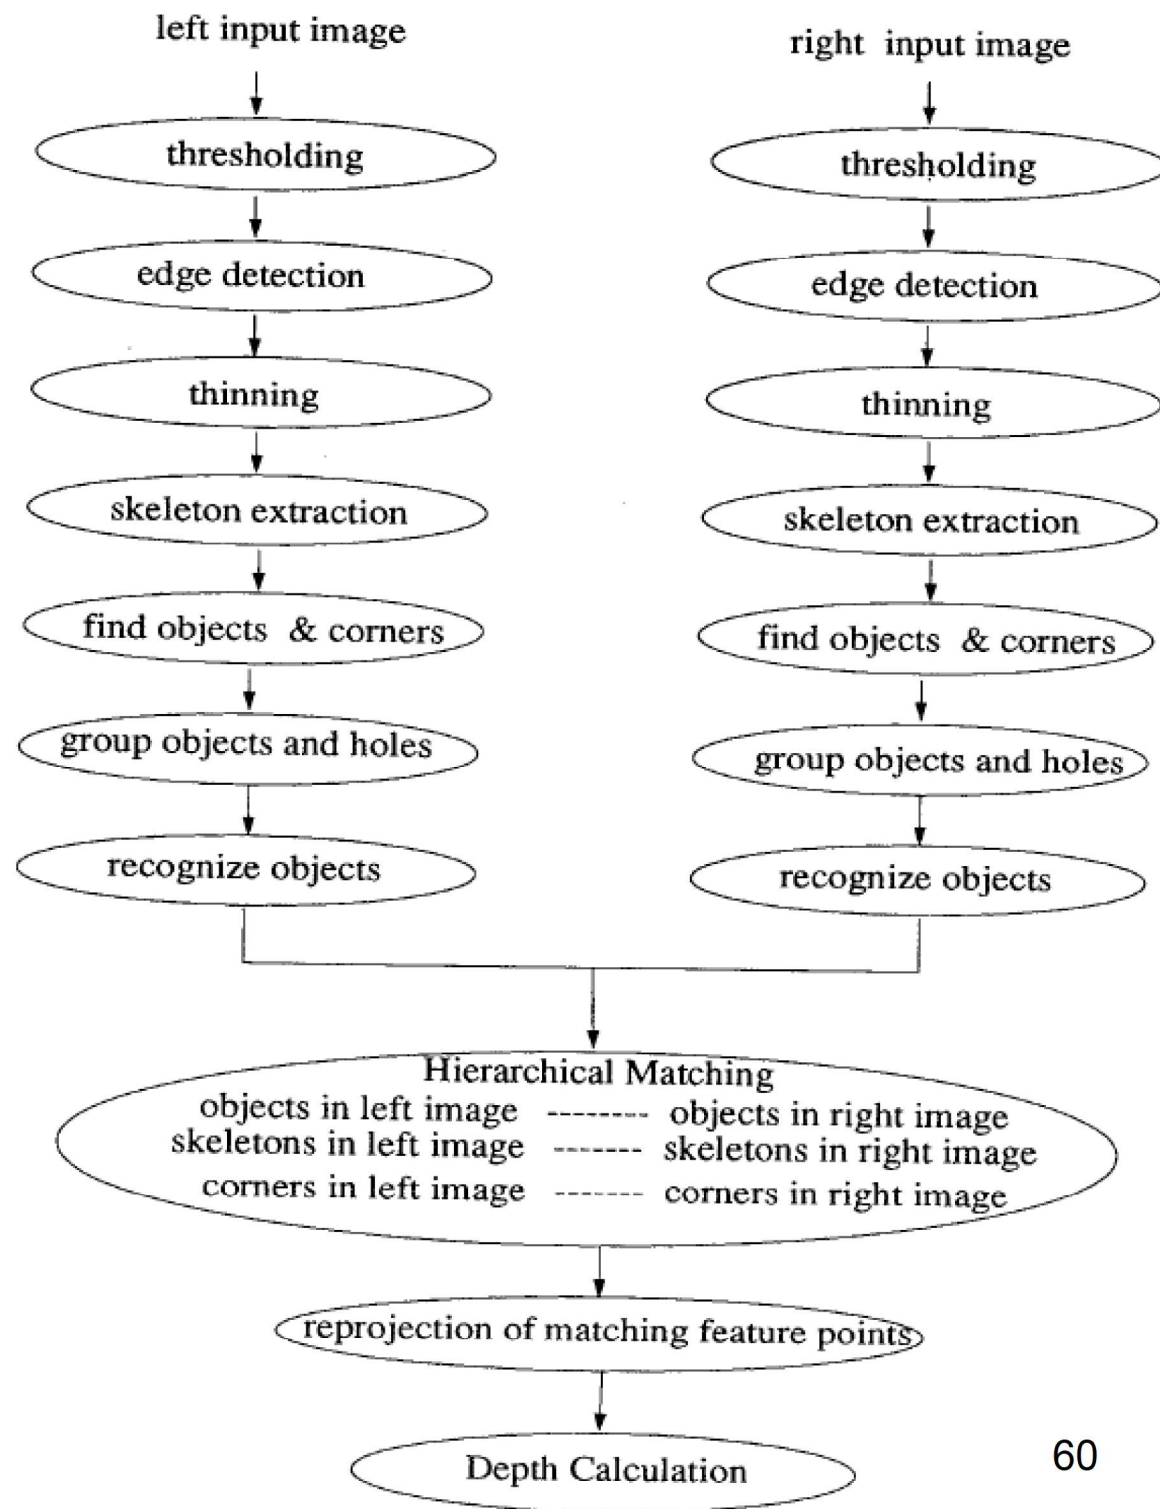 left input image
thresholding
edge detection
thinning
skeleton extraction
find objects & corners
group objects and holes
recognize objects
right input image
thresholding
edge detection
thinning
skeleton extraction
find objects & corners
group objects and holes
recognize objects
Hierarchical Matching
objects in left image ------- objects in right image
skeletons in left image ------- skeletons in right image
corners in left image ------- corners in right image
reprojection of matching feature points
Depth Calculation
60